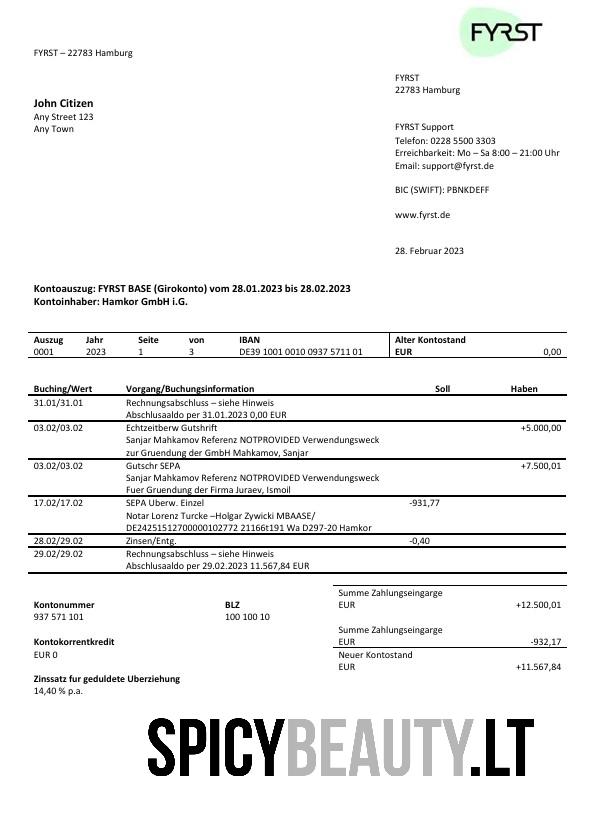 FYRST
FYRST – 22783 Hamburg
FYRST
22783 Hamburg
John Citizen
Any Street 123
Any Town
FYRST Support
Telefon: 0228 5500 3303
Erreichbarkeit: Mo – Sa 8:00 – 21:00 Uhr
Email: support@fyrst.de
BIC (SWIFT): PBNKDEFF
www.fyrst.de
28. Februar 2023
Kontoauszug: FYRST BASE (Girokonto) vom 28.01.2023 bis 28.02.2023
Kontoinhaber: Hamkor GmbH i.G.
Auszug Jahr Seite von IBAN Alter Kontostand
0001 2023 1 3 DE39 1001 0010 0937 5711 01 EUR 0,00
Buching/Wert Vorgang/Buchungsinformation Soll Haben
31.01/31.01 Rechnungsabschluss – siehe Hinweis
Abschlusaaldo per 31.01.2023 0,00 EUR
03.02/03.02 Echtzeitberw Gutshrift +5.000,00
Sanjar Mahkamov Referenz NOTPROVIDED Verwendungsweck
zur Gruendung der GmbH Mahkamov, Sanjar
03.02/03.02 Gutschr SEPA +7.500,01
Sanjar Mahkamov Referenz NOTPROVIDED Verwendungsweck
Fuer Gruendung der Firma Juraev, Ismoil
17.02/17.02 SEPA Uberw. Einzel -931,77
Notar Lorenz Turcke –Holgar Zywicki MBAASE/
DE24251512700000102772 21166t191 Wa D297-20 Hamkor
28.02/29.02 Zinsen/Entg. -0,40
29.02/29.02 Rechnungsabschluss – siehe Hinweis
Abschlusaaldo per 29.02.2023 11.567,84 EUR
Summe Zahlungseingarge
Kontonummer BLZ EUR +12.500,01
937 571 101 100 100 10
Summe Zahlungseingarge
Kontokorrentkredit EUR -932,17
EUR 0 Neuer Kontostand
EUR +11.567,84
Zinssatz fur geduldete Uberziehung
14,40 % p.a.
SPICYBEAUTY.LT